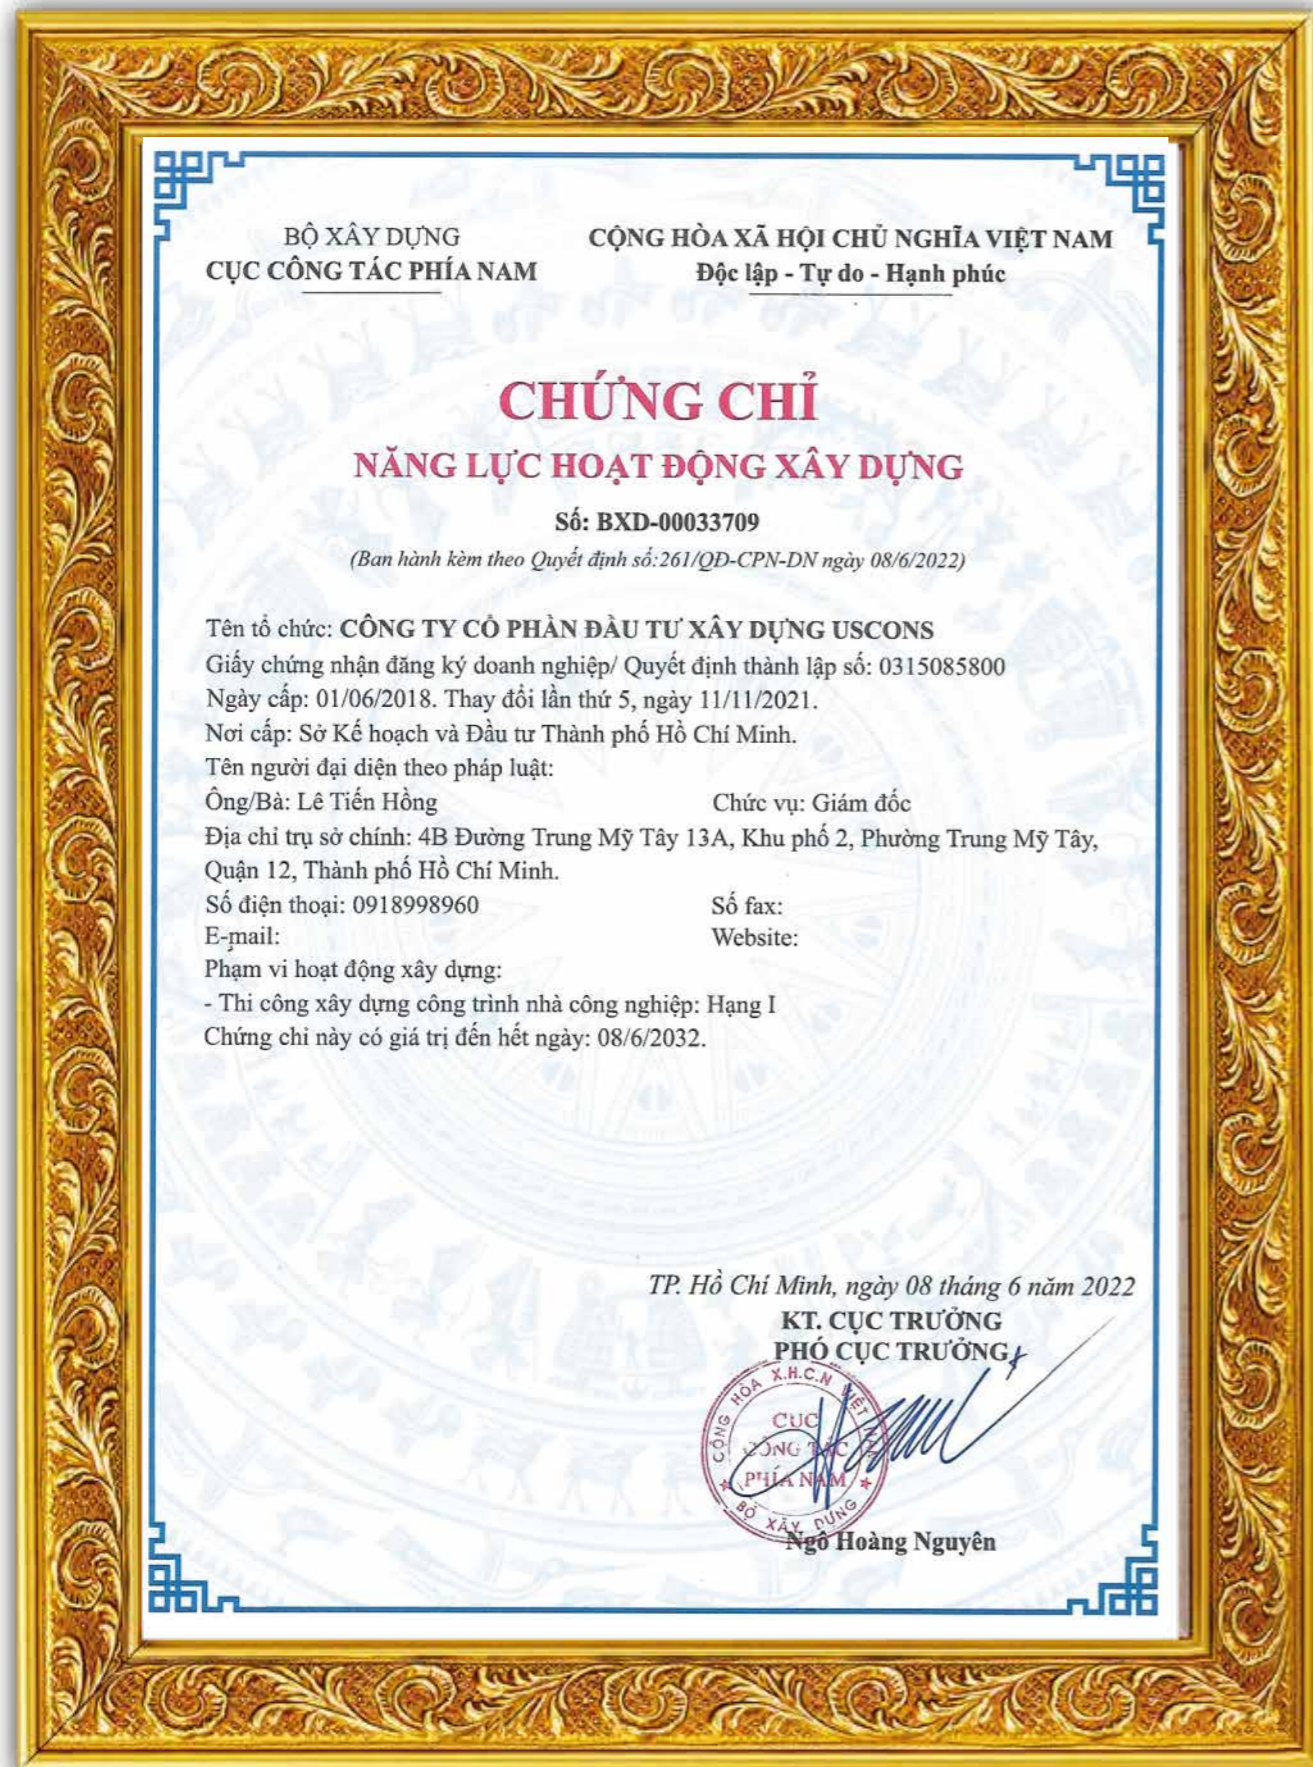 BỘ XÂY DỰNG
CỤC CÔNG TÁC PHÍA NAM
CỘNG HÒA XÃ HỘI CHỦ NGHĨA VIỆT NAM
Độc lập - Tự do - Hạnh phúc
CHỨNG CHỈ
NĂNG LỰC HOẠT ĐỘNG XÂY DỰNG
Số: BXD-00033709
(Ban hành kèm theo Quyết định số:261/QĐ-CPN-DN ngày 08/6/2022)
Tên tổ chức: CÔNG TY CỔ PHẦN ĐẦU TƯ XÂY DỰNG USCONS
Giấy chứng nhận đăng ký doanh nghiệp/ Quyết định thành lập số: 0315085800
Ngày cấp: 01/06/2018. Thay đổi lần thứ 5, ngày 11/11/2021.
Nơi cấp: Sở Kế hoạch và Đầu tư Thành phố Hồ Chí Minh.
Tên người đại diện theo pháp luật:
Ông/Bà: Lê Tiến Hồng Chức vụ: Giám đốc
Địa chỉ trụ sở chính: 4B Đường Trung Mỹ Tây 13A, Khu phố 2, Phường Trung Mỹ Tây,
Quận 12, Thành phố Hồ Chí Minh.
Số điện thoại: 0918998960 Số fax:
E-mail: Website:
Phạm vi hoạt động xây dựng:
- Thi công xây dựng công trình nhà công nghiệp: Hạng I
Chứng chỉ này có giá trị đến hết ngày: 08/6/2032.
TP. Hồ Chí Minh, ngày 08 tháng 6 năm 2022
KT. CỤC TRƯỞNG
PHÓ CỤC TRƯỞNG
CỘNG HÒA X.H.C.N VIỆT NAM
CỤC
CÔNG TÁC
PHÍA NAM
BỘ XÂY DỰNG
Ngô Hoàng Nguyên